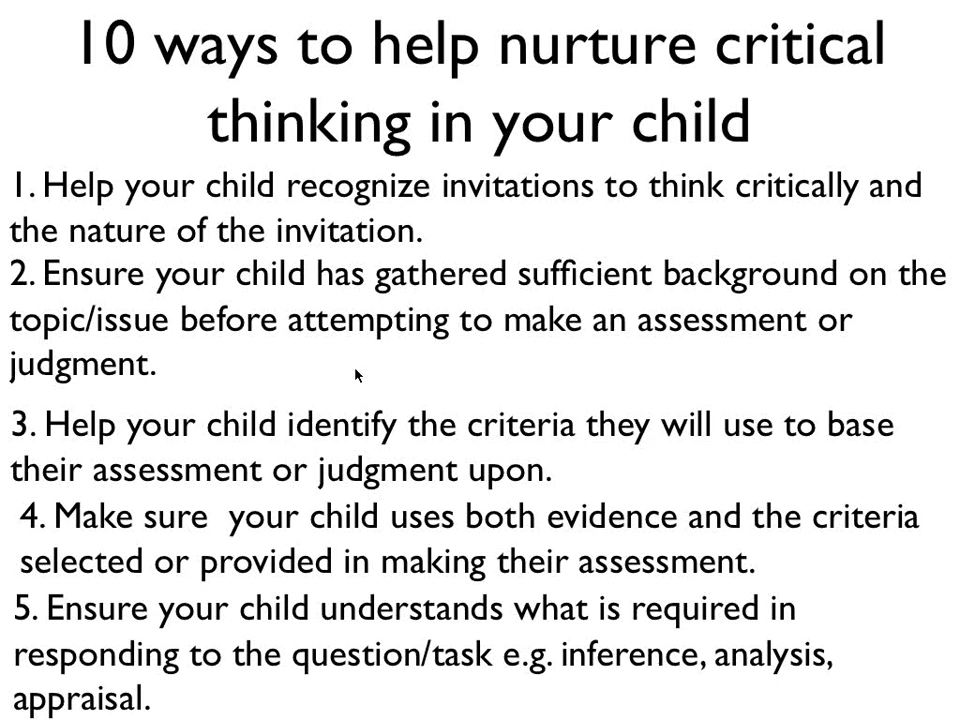 10 ways to help nurture critical
thinking in your child
1. Help your child recognize invitations to think critically and
the nature of the invitation.
2. Ensure your child has gathered sufficient background on the
topic/issue before attempting to make an assessment or
judgment.
3. Help your child identify the criteria they will use to base
their assessment or judgment upon.
4. Make sure  your child uses both evidence and the criteria
selected or provided in making their assessment.
5. Ensure your child understands what is required in
responding to the question/task e.g. inference, analysis,
appraisal.